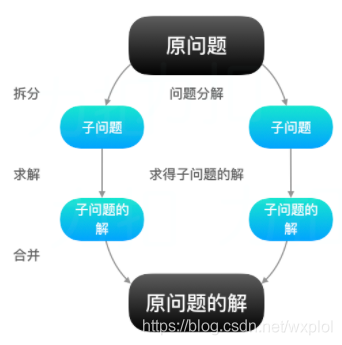 原问题
拆分
问题分解
子问题
子问题
求解
求得子问题的解
子问题的
解
子问题的
解
合并
原问题的解
https://blog.csdn.net/wxplol